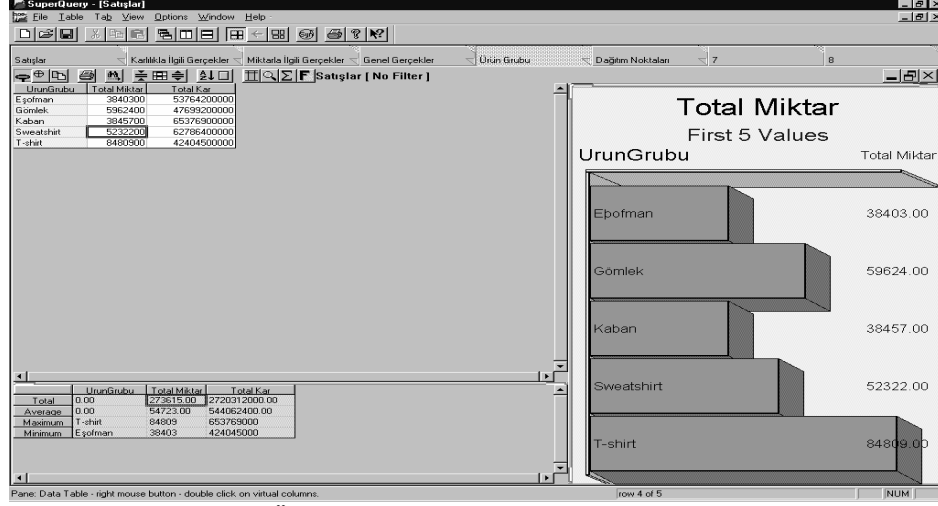 SuperQuery - [Satışlar]
File Table Tab View Options Window Help
Satışlar Karlılıkla İlgili Gerçekler Miktarla İlgili Gerçekler Genel Gerçekler Ürün Grubu Dağıtım Noktaları 7 8
Satışlar [ No Filter ]
UrunGrubu Total Miktar Total Kar
Eşofman 3840300 53764200000
Gömlek 5962400 47699200000
Kaban 3845700 65376900000
Sweatshirt 5232200 62786400000
T-shirt 8480900 42404500000
UrunGrubu Total Miktar Total Kar
Total 0.00 273615.00 2720312000.00
Average 0.00 54723.00 544062400.00
Maximum T-shirt 84809 653769000
Minimum Eşofman 38403 424045000
Total Miktar
First 5 Values
UrunGrubu Total Miktar
Eþofman 38403.00
Gömlek 59624.00
Kaban 38457.00
Sweatshirt 52322.00
T-shirt 84809.00
Pane: Data Table - right mouse button - double click on virtual columns. row 4 of 5 NUM